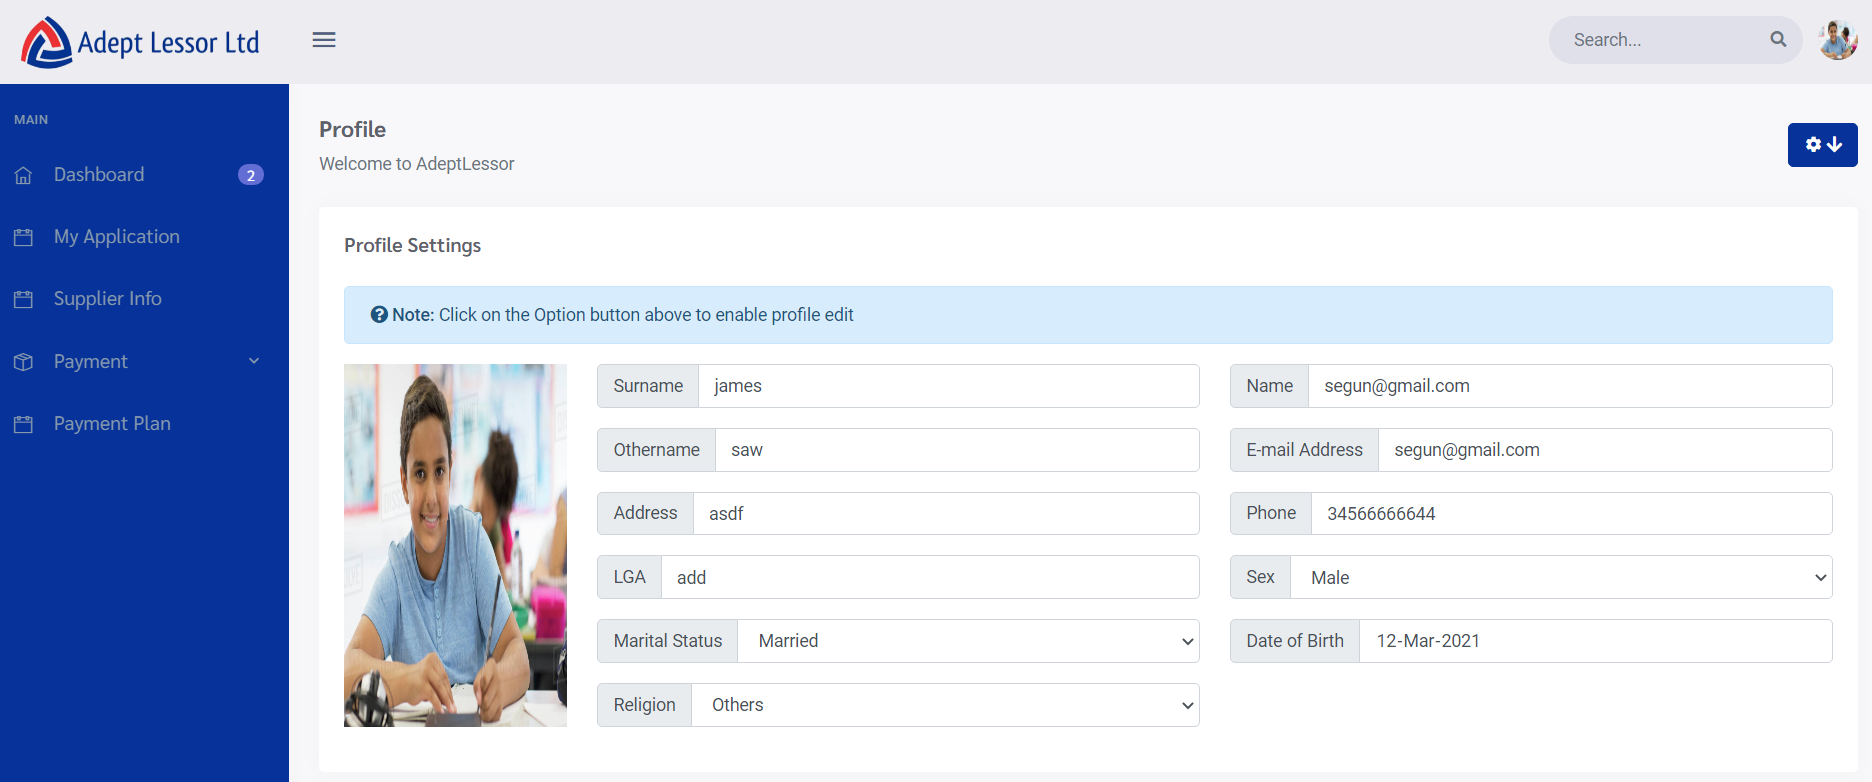 Adept Lessor Ltd
Search...
MAIN
Dashboard 2
My Application
Supplier Info
Payment
Payment Plan
Profile
Welcome to AdeptLessor
Profile Settings
Note: Click on the Option button above to enable profile edit
Surname james
Name segun@gmail.com
Othername saw
E-mail Address segun@gmail.com
Address asdf
Phone 34566666644
LGA add
Sex Male
Marital Status Married
Date of Birth 12-Mar-2021
Religion Others